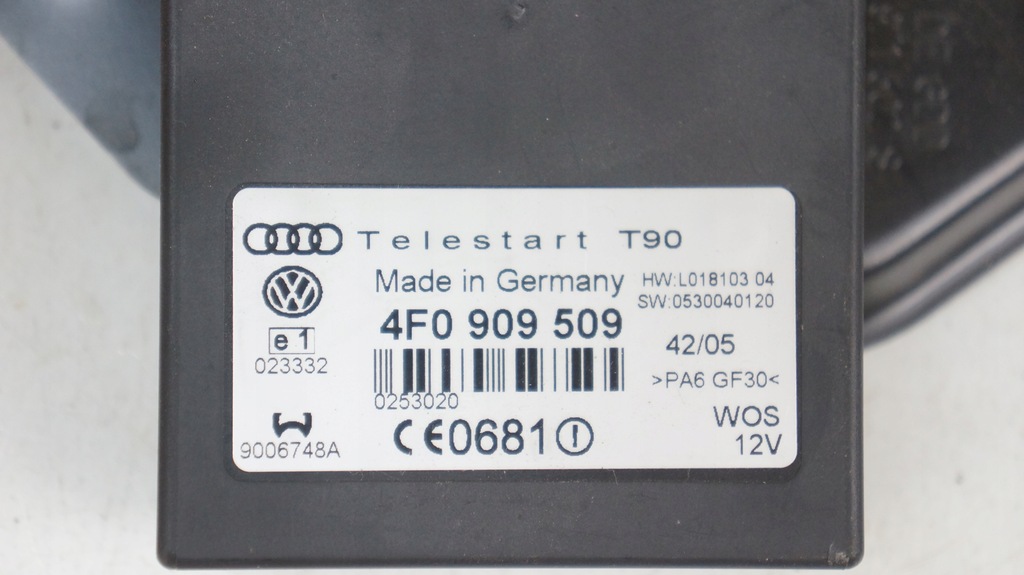 Telestart T90
Made in Germany
HW:L018103 04
SW:0530040120
4F0 909 509
e1
023332
42/05
>PA6 GF30<
0253020
9006748A
CE0681
WOS
12V